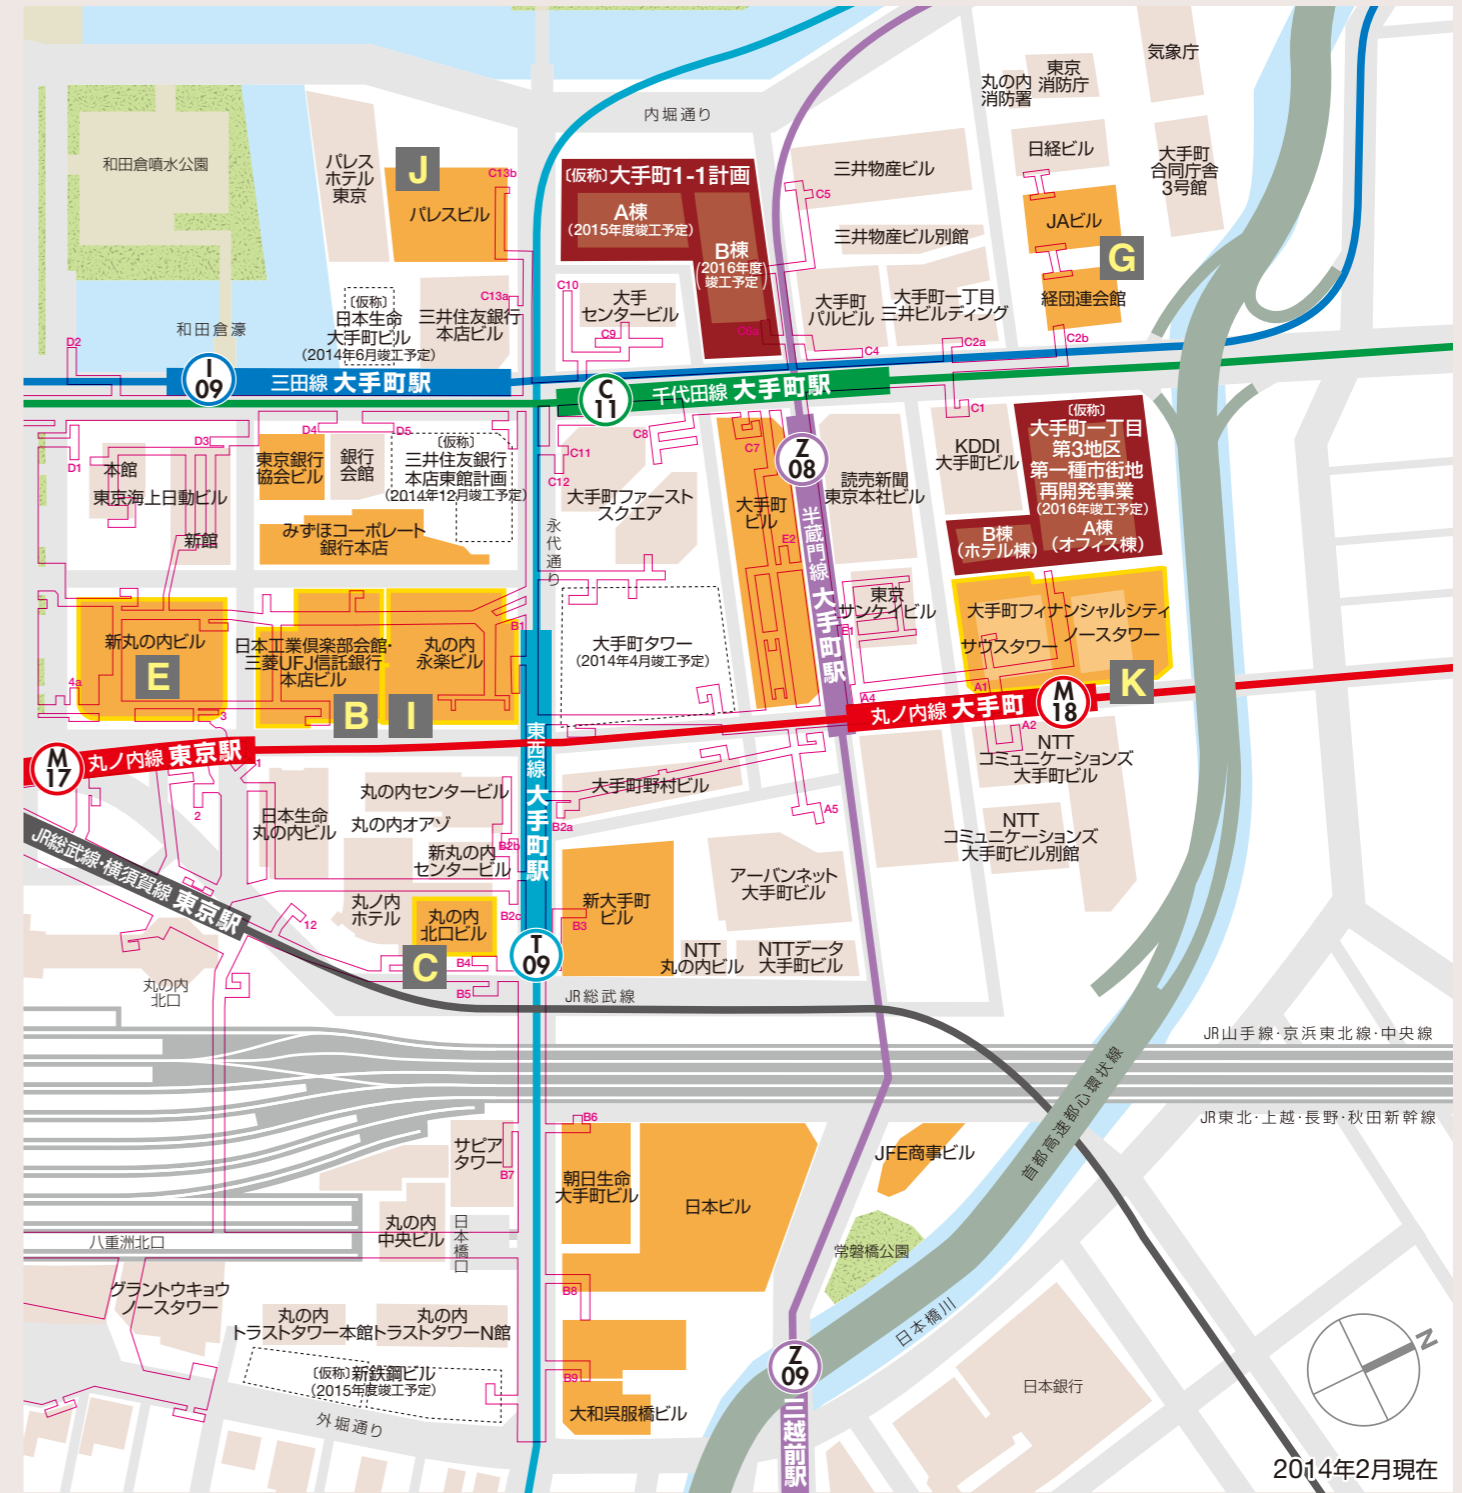 気象庁
東京
消防庁
丸の内
消防署
内堀通り
日経ビル
大手町
合同庁舎
3号館
和田倉噴水公園
パレス
ホテル
東京
J
C13b
パレスビル
〔仮称〕大手町1-1計画
A棟
(2015年度竣工予定)
B棟
(2016年度
竣工予定)
三井物産ビル
C5
三井物産ビル別館
JAビル
G
経団連会館
大手町
パルビル
大手町一丁目
三井ビルディング
〔仮称〕
日本生命
大手町ビル
(2014年6月竣工予定)
C13a
三井住友銀行
本店ビル
C10
大手
センタービル
C9
C6a
C4
C2a
C2b
和田倉濠
D2
I
09
三田線 大手町駅
C
11
千代田線 大手町駅
C1
D1
D3
本館
東京海上日動ビル
新館
D4
東京銀行
協会ビル
銀行
会館
D5
〔仮称〕
三井住友銀行
本店東館計画
(2014年12月竣工予定)
みずほコーポレート
銀行本店
C11
C12
C8
大手町ファースト
スクエア
永代通り
C7
大手町
ビル
E2
Z
08
半蔵門線 大手町駅
読売新聞
東京本社ビル
KDDI
大手町ビル
〔仮称〕
大手町一丁目
第3地区
第一種市街地
再開発事業
(2016年竣工予定)
A棟
(オフィス棟)
B棟
(ホテル棟)
東京
サンケイビル
E1
大手町フィナンシャルシティ
サウスタワー
ノースタワー
K
新丸の内ビル
E
4a
3
日本工業倶楽部会館・
三菱UFJ信託銀行
本店ビル
B
I
丸の内
永楽ビル
B1
大手町タワー
(2014年4月竣工予定)
A4
A1
M
18
丸ノ内線 大手町
A2
M
17
丸ノ内線 東京駅
1
2
東西線 大手町駅
NTT
コミュニケーションズ
大手町ビル
NTT
コミュニケーションズ
大手町ビル別館
日本生命
丸の内ビル
丸の内センタービル
丸の内オアゾ
新丸の内
センタービル
B2b
B2a
大手町野村ビル
A5
アーバンネット
大手町ビル
JR総武線・横須賀線 東京駅
12
丸ノ内
ホテル
丸の内
北口ビル
C
B2c
B4
B5
T
09
B3
新大手町
ビル
NTT
丸の内ビル
NTTデータ
大手町ビル
丸の内
北口
JR総武線
JR山手線・京浜東北線・中央線
首都高速都心環状線
JR東北・上越・長野・秋田新幹線
B6
B7
サピア
タワー
朝日生命
大手町ビル
日本ビル
JFE商事ビル
常磐橋公園
丸の内
中央ビル
日本橋口
八重洲北口
グラントウキョウ
ノースタワー
B8
日本橋川
丸の内
トラストタワー本館
丸の内
トラストタワーN館
〔仮称〕新鉄鋼ビル
(2015年度竣工予定)
外堀通り
B9
大和呉服橋ビル
Z
09
三越前駅
日本銀行
N
2014年2月現在